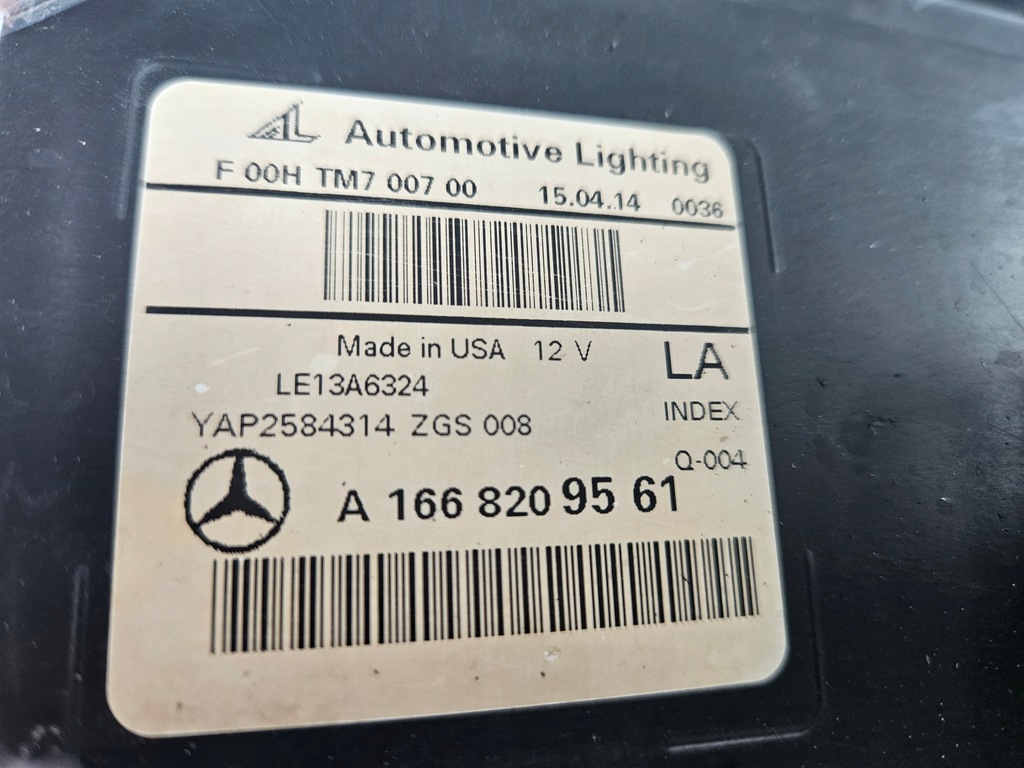 AL Automotive Lighting
F 00H TM7 007 00 15.04.14 0036
Made in USA 12 V LA
LE13A6324
INDEX
YAP2584314 ZGS 008
Q-004
A 166 820 95 61